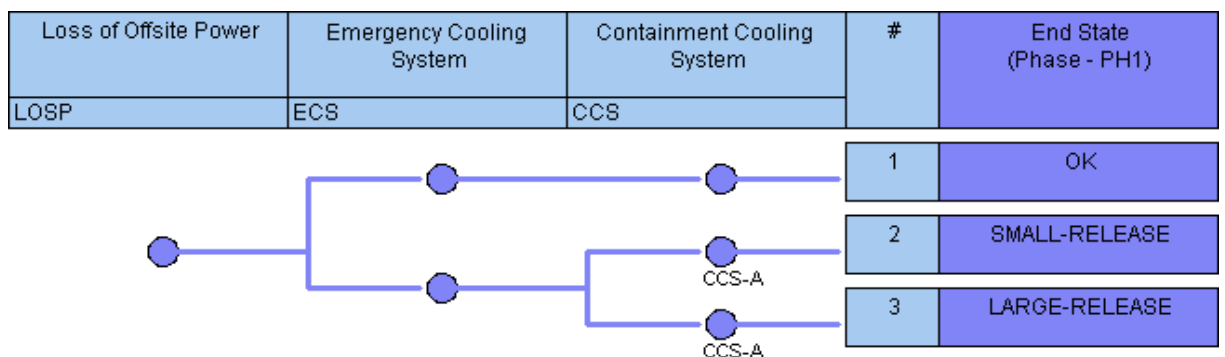 Loss of Offsite Power
Emergency Cooling
System
Containment Cooling
System
#
End State
(Phase - PH1)
LOSP
ECS
CCS
1
OK
2
SMALL-RELEASE
CCS-A
3
LARGE-RELEASE
CCS-A